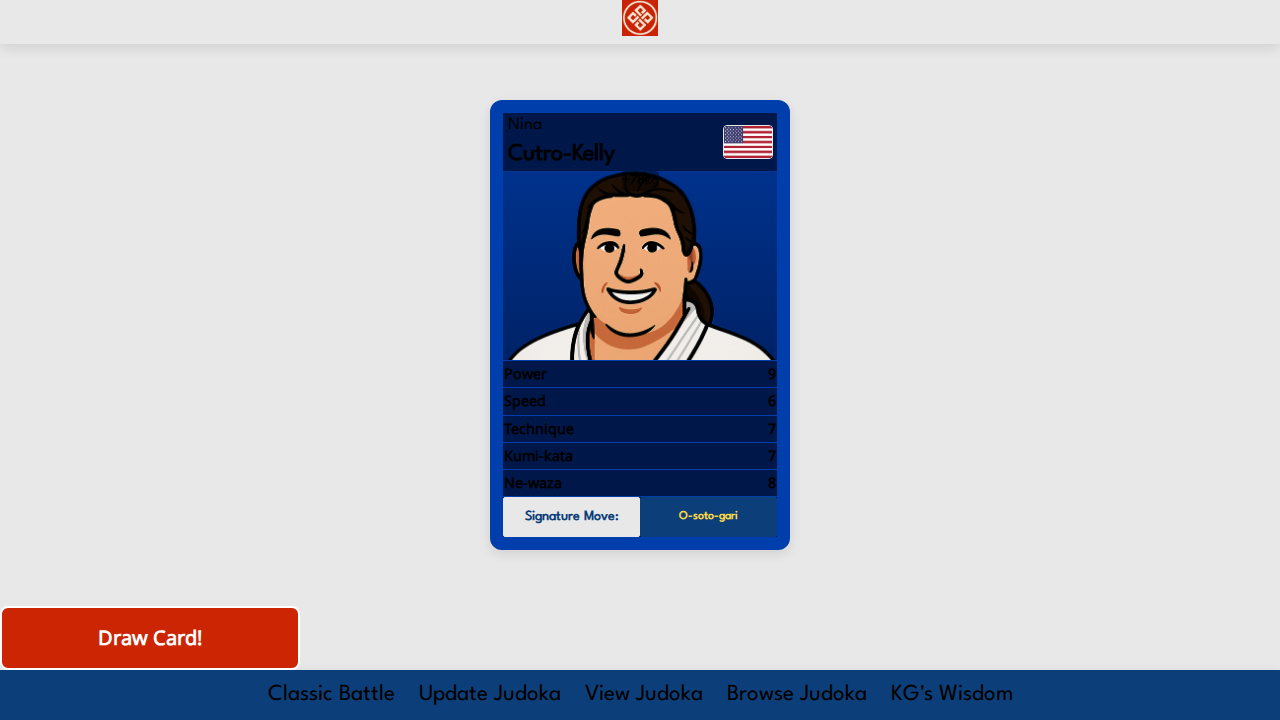 Nina
Cutro-Kelly
Power 9
Speed 6
Technique 7
Kumi-kata 7
Ne-waza 8
Signature Move: O-soto-gari
Draw Card!
Classic Battle Update Judoka View Judoka Browse Judoka KG's Wisdom